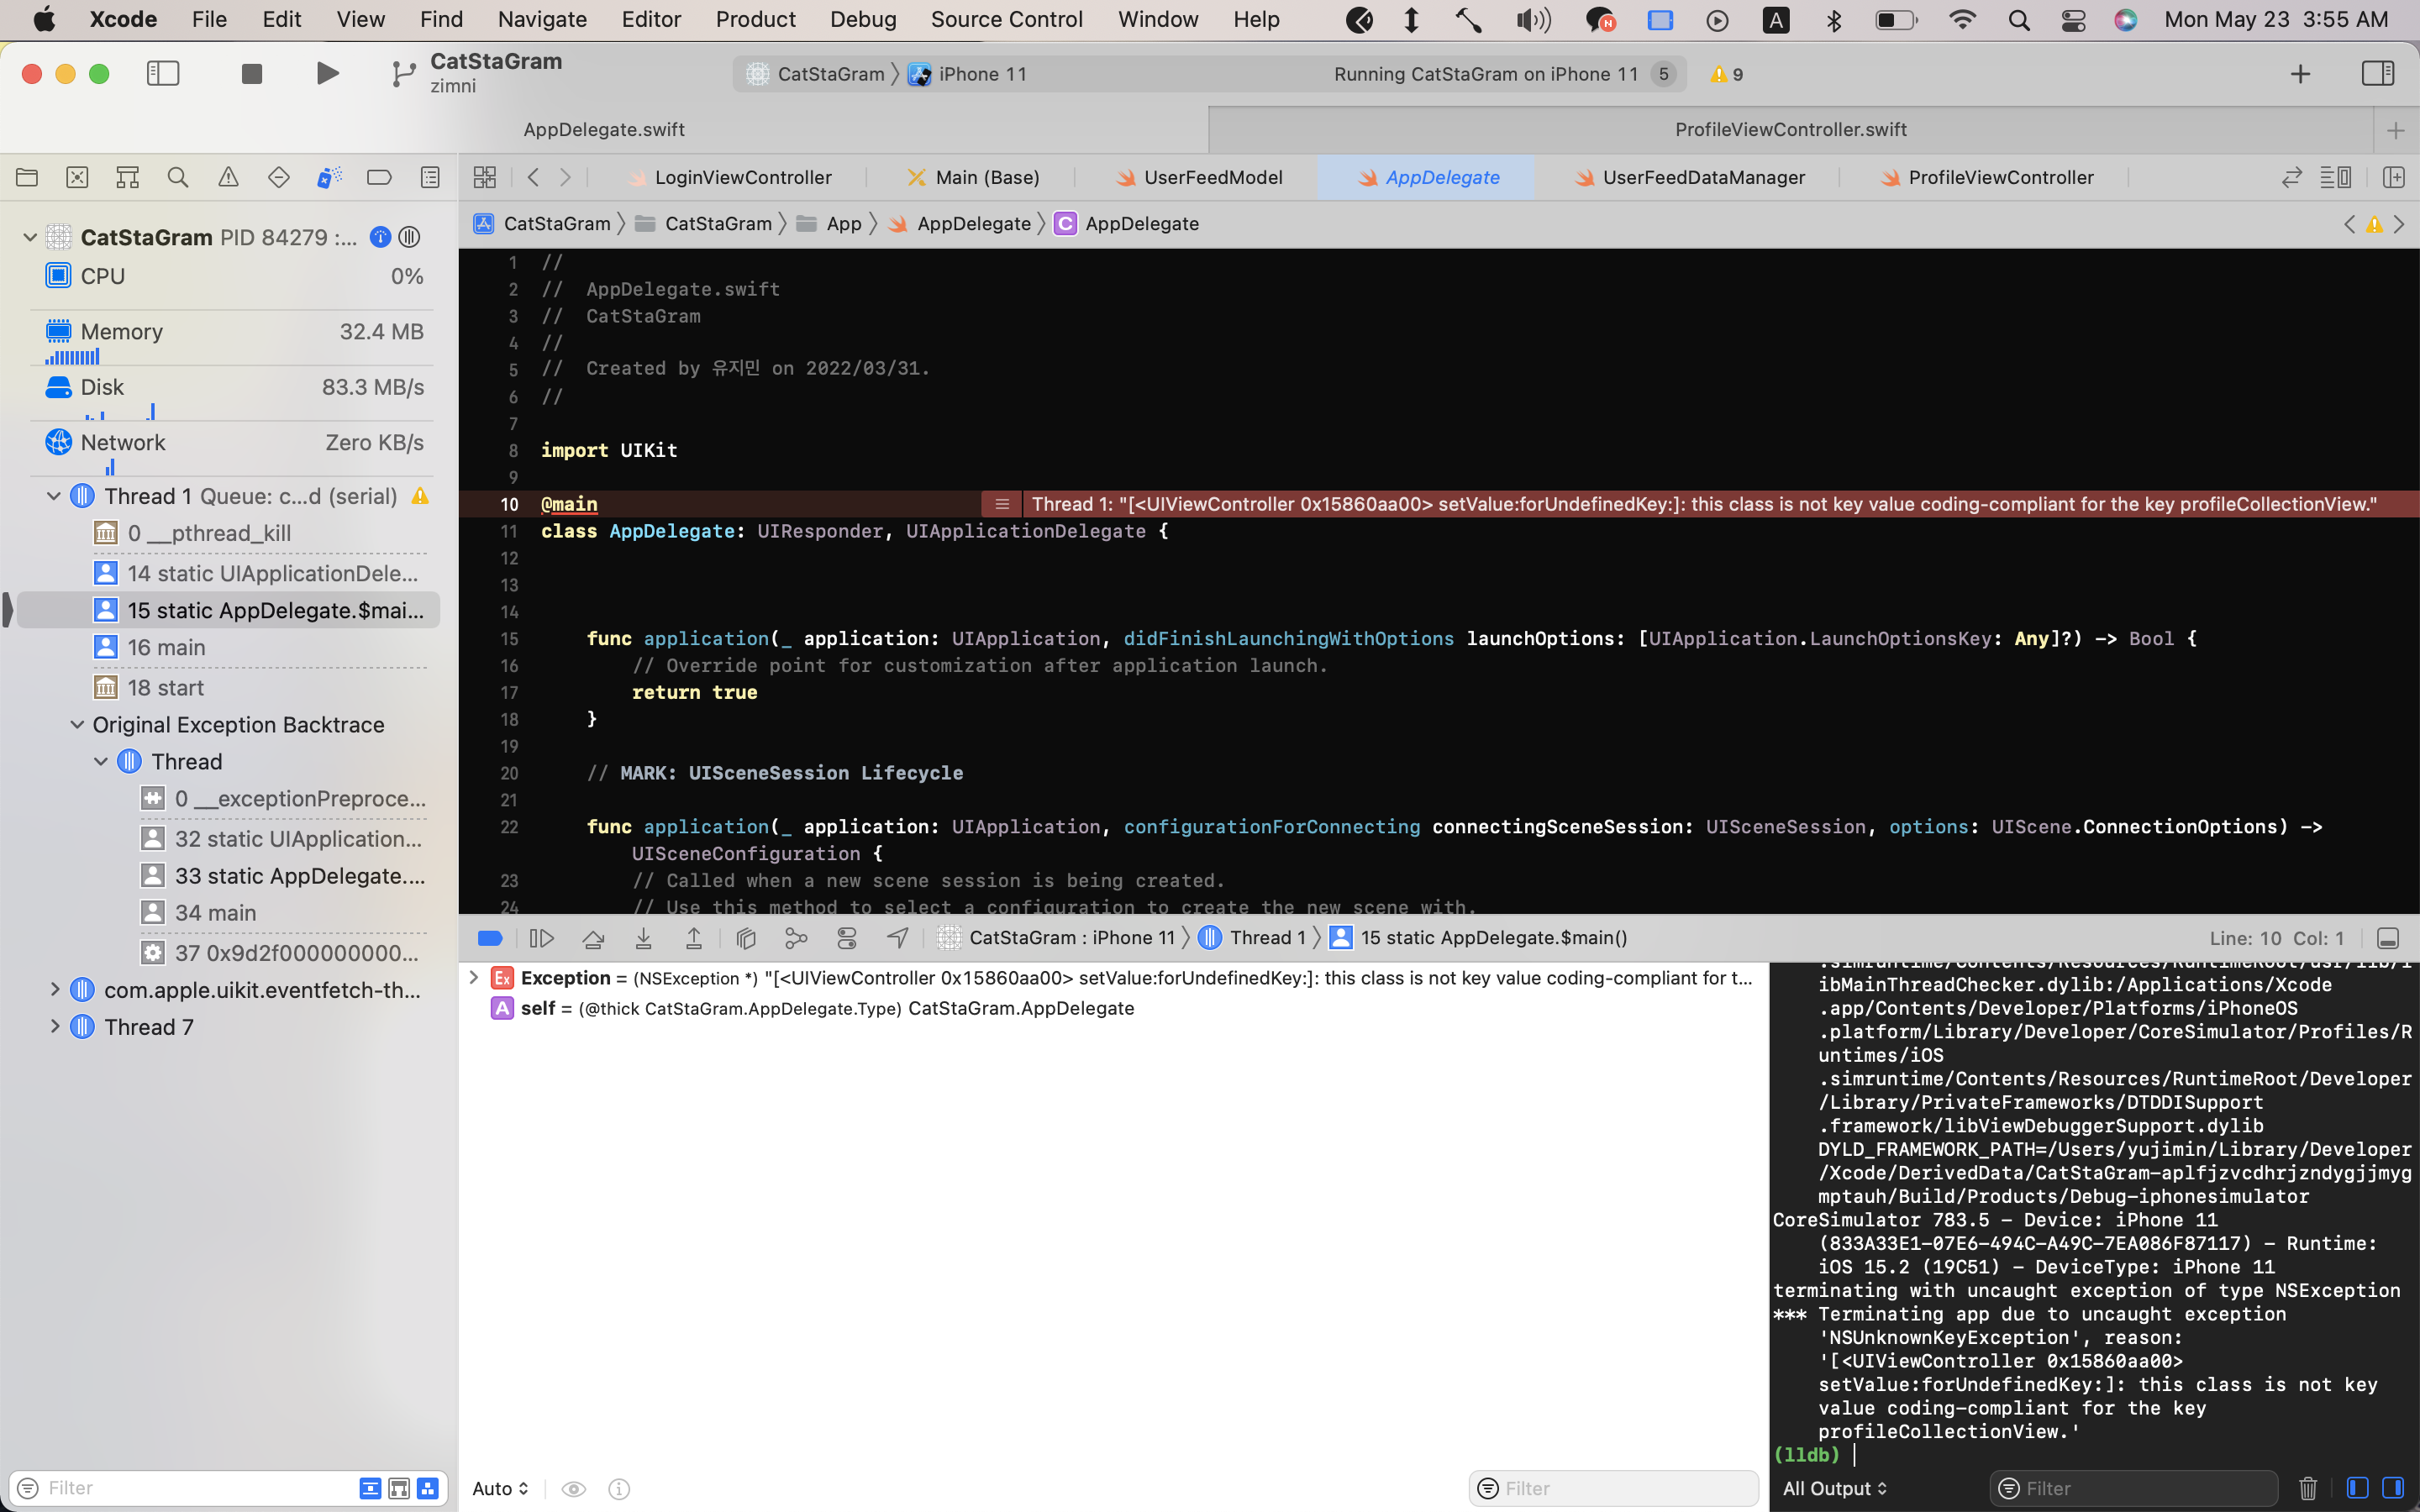 Xcode File Edit View Find Navigate Editor Product Debug Source Control Window Help Mon May 23 3:55 AM
CatStaGram
zimni
CatStaGram 〉 iPhone 11 Running CatStaGram on iPhone 11 5 9
AppDelegate.swift ProfileViewController.swift
LoginViewController Main (Base) UserFeedModel AppDelegate UserFeedDataManager ProfileViewController
CatStaGram 〉 CatStaGram 〉 App 〉 AppDelegate 〉 C AppDelegate
CatStaGram PID 84279 :...
CPU 0%
Memory 32.4 MB
Disk 83.3 MB/s
Network Zero KB/s
Thread 1 Queue: c...d (serial)
0 __pthread_kill
14 static UIApplicationDele...
15 static AppDelegate.$mai...
16 main
18 start
Original Exception Backtrace
Thread
0 __exceptionPreproce...
32 static UIApplication...
33 static AppDelegate....
34 main
37 0x9d2f000000000...
com.apple.uikit.eventfetch-th...
Thread 7
Filter
1 //
2 //  AppDelegate.swift
3 //  CatStaGram
4 //
5 //  Created by 유지민 on 2022/03/31.
6 //
7
8 import UIKit
9
10 @main Thread 1: "[<UIViewController 0x15860aa00> setValue:forUndefinedKey:]: this class is not key value coding-compliant for the key profileCollectionView."
11 class AppDelegate: UIResponder, UIApplicationDelegate {
12
13
14
15     func application(_ application: UIApplication, didFinishLaunchingWithOptions launchOptions: [UIApplication.LaunchOptionsKey: Any]?) -> Bool {
16         // Override point for customization after application launch.
17         return true
18     }
19
20     // MARK: UISceneSession Lifecycle
21
22     func application(_ application: UIApplication, configurationForConnecting connectingSceneSession: UISceneSession, options: UIScene.ConnectionOptions) ->
UISceneConfiguration {
23         // Called when a new scene session is being created.
24         // Use this method to select a configuration to create the new scene with.
CatStaGram : iPhone 11 〉 Thread 1 〉 15 static AppDelegate.$main() Line: 10 Col: 1
Ex Exception = (NSException *) "[<UIViewController 0x15860aa00> setValue:forUndefinedKey:]: this class is not key value coding-compliant for t...
A self = (@thick CatStaGram.AppDelegate.Type) CatStaGram.AppDelegate
Auto Filter
.simruntime/Contents/Resources/RuntimeRoot/usr/lib/l
ibMainThreadChecker.dylib:/Applications/Xcode
.app/Contents/Developer/Platforms/iPhoneOS
.platform/Library/Developer/CoreSimulator/Profiles/R
untimes/iOS
.simruntime/Contents/Resources/RuntimeRoot/Developer
/Library/PrivateFrameworks/DTDDISupport
.framework/libViewDebuggerSupport.dylib
DYLD_FRAMEWORK_PATH=/Users/yujimin/Library/Developer
/Xcode/DerivedData/CatStaGram-aplfjzvcdhrjzndygjjmyg
mptauh/Build/Products/Debug-iphonesimulator
CoreSimulator 783.5 - Device: iPhone 11
(833A33E1-07E6-494C-A49C-7EA086F87117) - Runtime:
iOS 15.2 (19C51) - DeviceType: iPhone 11
terminating with uncaught exception of type NSException
*** Terminating app due to uncaught exception
'NSUnknownKeyException', reason:
'[<UIViewController 0x15860aa00>
setValue:forUndefinedKey:]: this class is not key
value coding-compliant for the key
profileCollectionView.'
(lldb)
All Output Filter